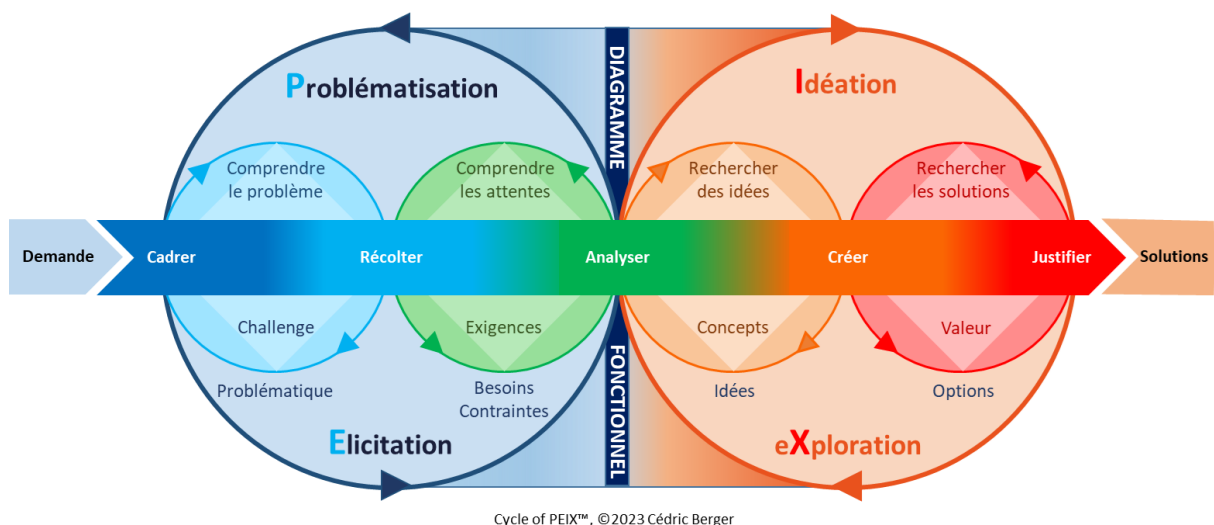 DIAGRAMME
Problématisation
Idéation
Comprendre
le problème
Comprendre
les attentes
Rechercher
des idées
Rechercher
les solutions
Demande
Cadrer
Récolter
Analyser
Créer
Justifier
Solutions
Challenge
Exigences
Concepts
Valeur
Problématique
Besoins
Contraintes
Idées
Options
FONCTIONNEL
Elicitation
eXploration
Cycle of PEIX™, ©2023 Cédric Berger